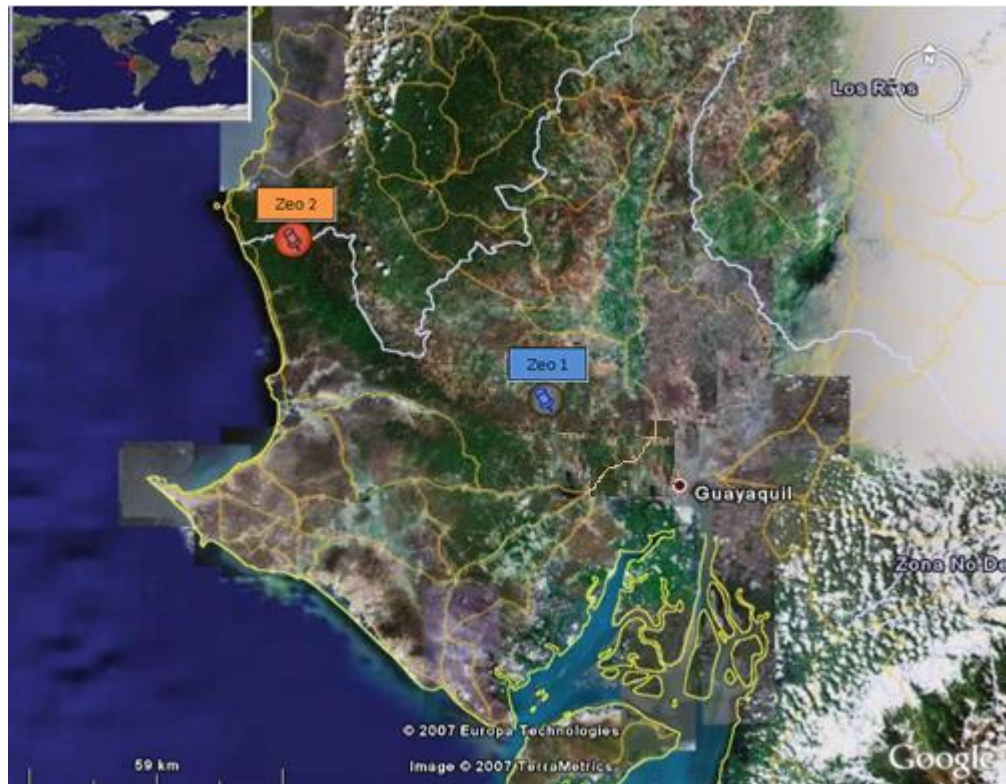 N
Los Ríos
Zeo 2
Zeo 1
Guayaquil
Zona No De
© 2007 Europa Technologies
Image © 2007 TerraMetrics
59 km
Google